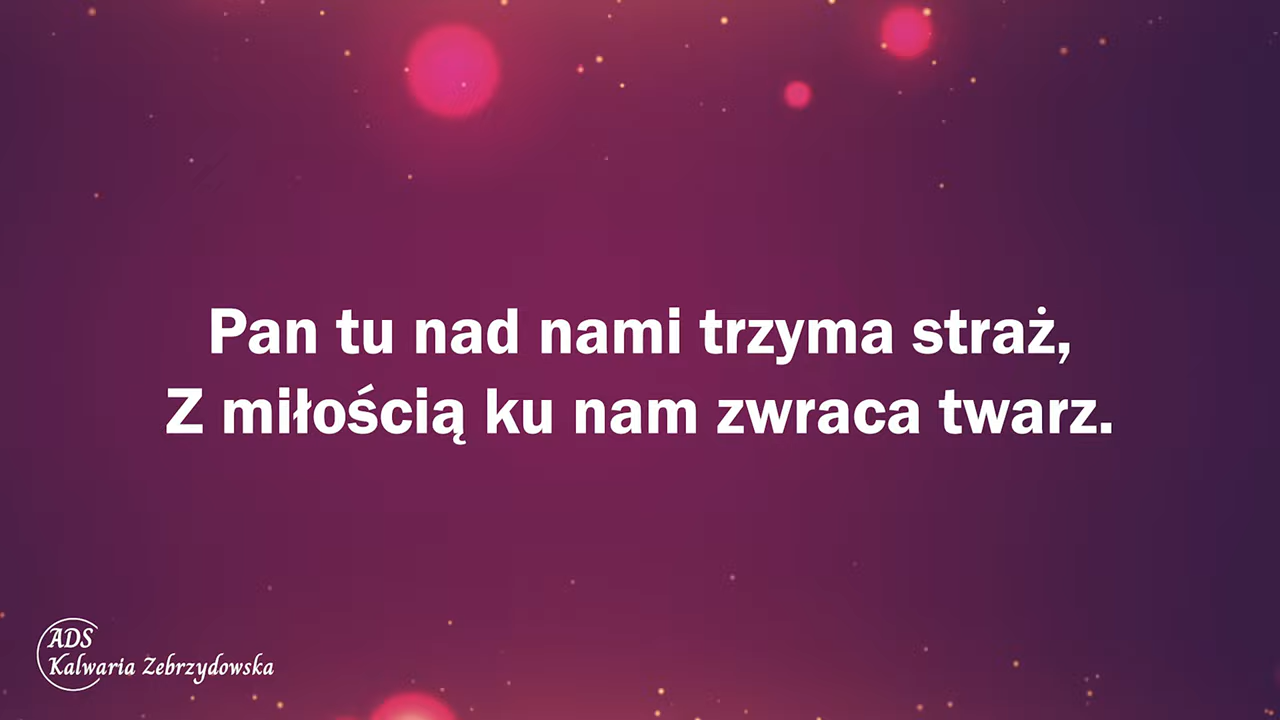 Pan tu nad nami trzyma straż,
Z miłością ku nam zwraca twarz.
ADS
Kalwaria Zebrzydowska